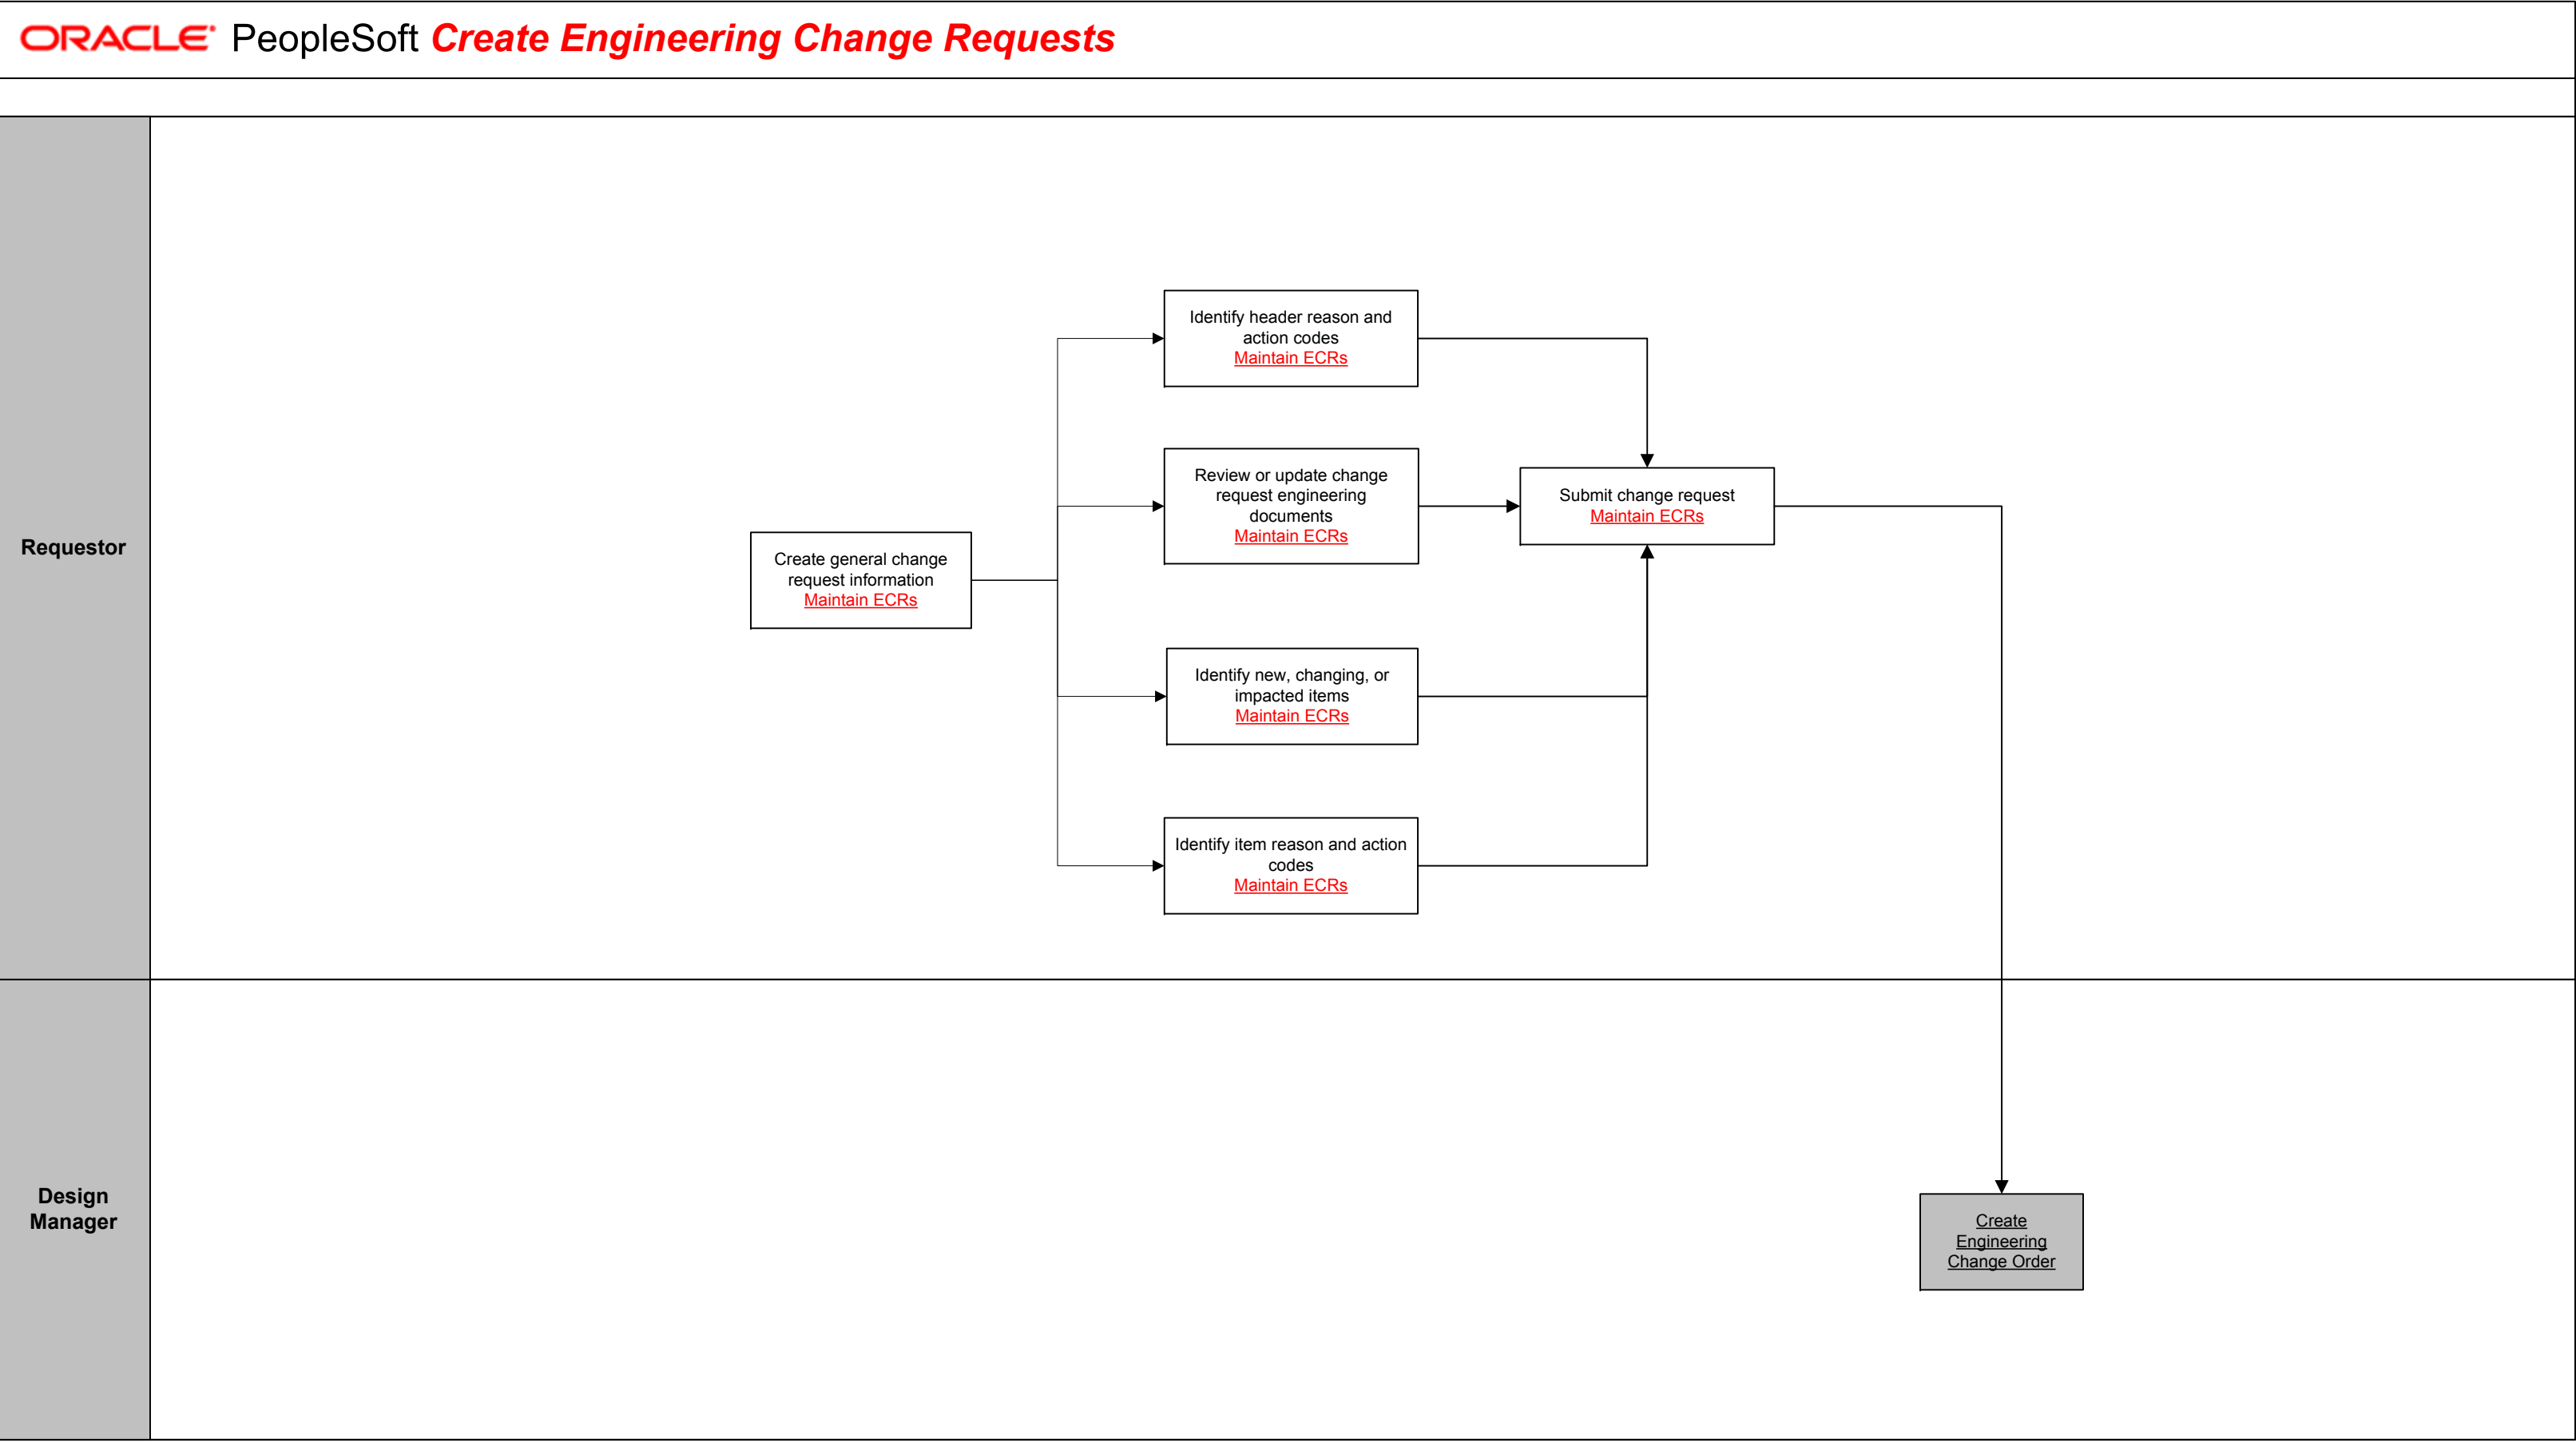 ORACLE PeopleSoft Create Engineering Change Requests
Requestor
Create general change
request information
Maintain ECRs
Identify header reason and
action codes
Maintain ECRs
Review or update change
request engineering
documents
Maintain ECRs
Identify new, changing, or
impacted items
Maintain ECRs
Identify item reason and action
codes
Maintain ECRs
Submit change request
Maintain ECRs
Design
Manager
Create
Engineering
Change Order